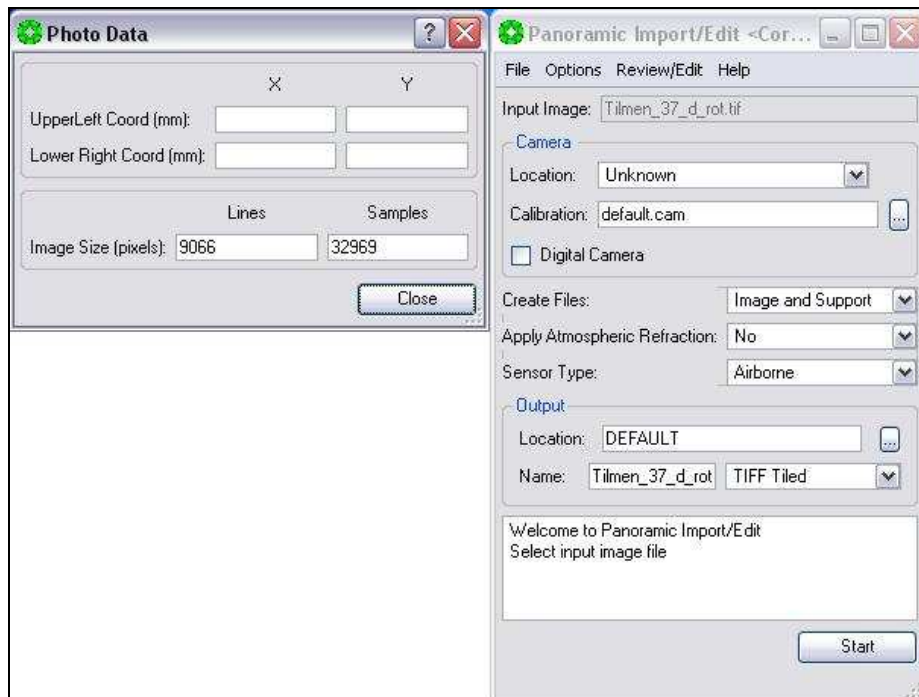 Photo Data
X Y
UpperLeft Coord (mm):
Lower Right Coord (mm):
Lines Samples
Image Size (pixels): 9066 32969
Close
Panoramic Import/Edit <Cor...
File Options Review/Edit Help
Input Image: Tilmen_37_d_rot.tif
Camera
Location: Unknown
Calibration: default.cam ...
Digital Camera
Create Files: Image and Support
Apply Atmospheric Refraction: No
Sensor Type: Airborne
Output
Location: DEFAULT ...
Name: Tilmen_37_d_rot TIFF Tiled
Welcome to Panoramic Import/Edit
Select input image file
Start